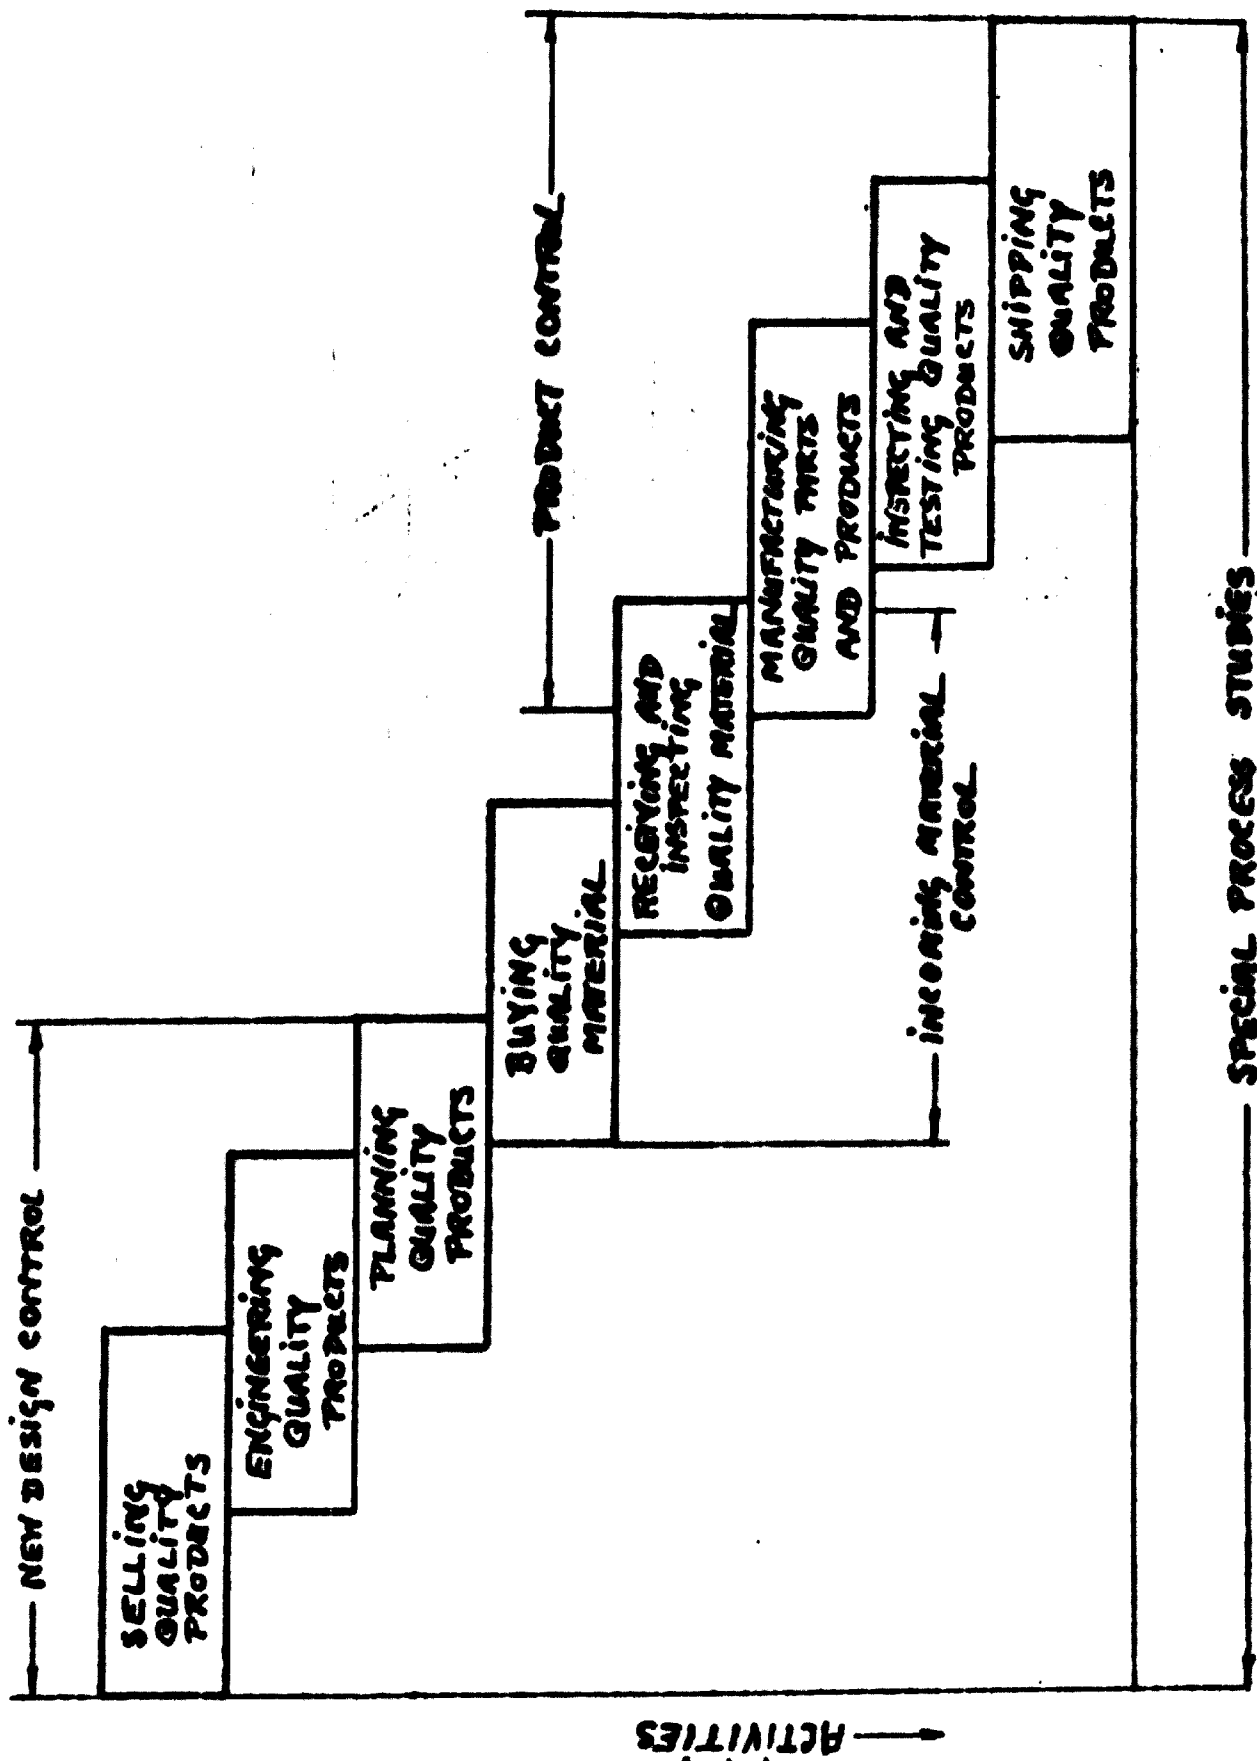 NEW DESIGN CONTROL
SELLING
QUALITY
PRODUCTS
ENGINEERING
QUALITY
PRODUCTS
PLANNING
QUALITY
PRODUCTS
BUYING
QUALITY
MATERIAL
PRODUCT CONTROL
RECEIVING AND
INSPECTING
QUALITY MATERIAL
MANUFACTURING
QUALITY PARTS
AND PRODUCTS
INSPECTING AND
TESTING QUALITY
PRODUCTS
SHIPPING
QUALITY
PRODUCTS
INCOMING MATERIAL
CONTROL
SPECIAL PROCESS STUDIES
ACTIVITIES